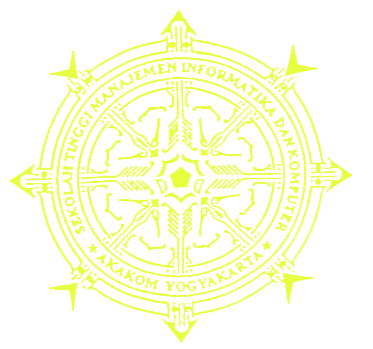 SEKOLAH TINGGI MANAJEMEN INFORMATIKA DAN KOMPUTER
AKAKOM YOGYAKARTA